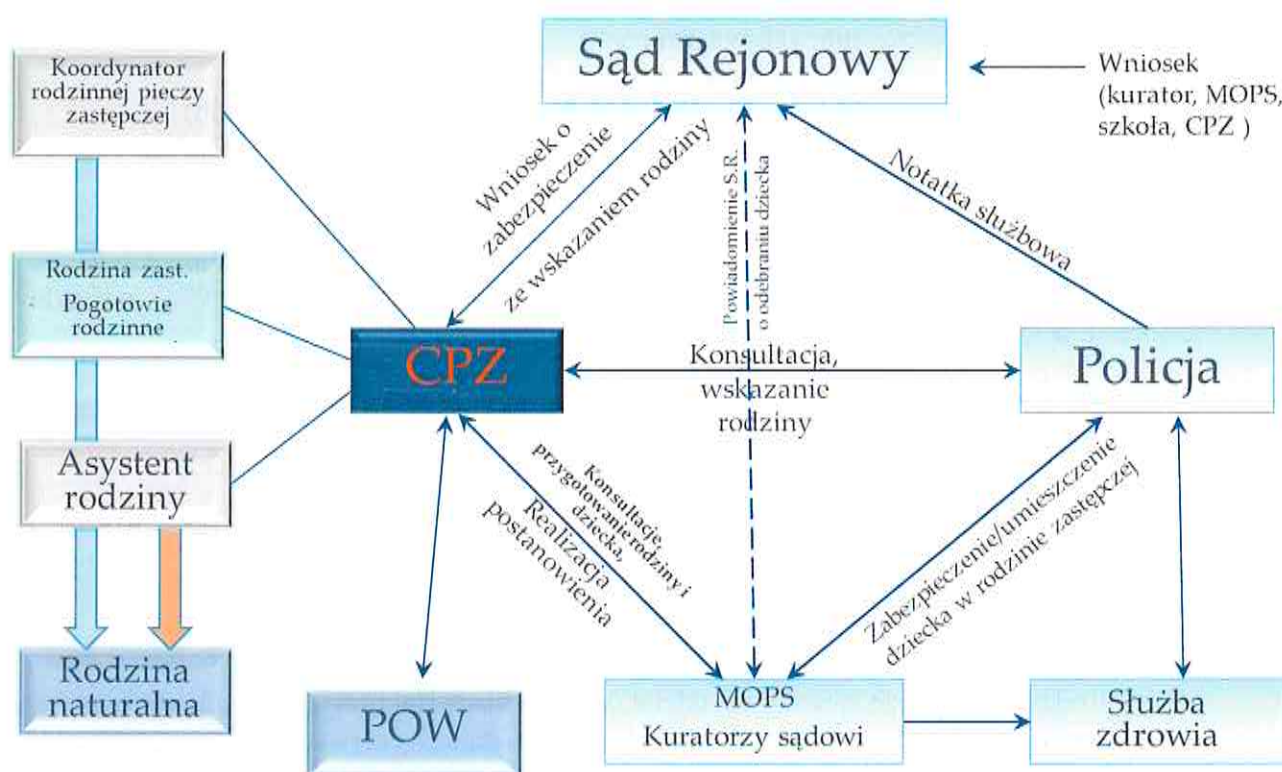 Koordynator
rodzinnej pieczy
zastępczej
Sąd Rejonowy
Wniosek
(kurator, MOPS,
szkoła, CPZ )
Wniosek o
zabezpieczenie
ze wskazaniem rodziny
Powiadomienie S.R.
o odebraniu dziecka
Notatka służbowa
Rodzina zast.
Pogotowie
rodzinne
CPZ
Konsultacja,
wskazanie
rodziny
Policja
Asystent
rodziny
Konsultacje,
przygotowanie rodziny i
dziecka,
Realizacja
postanowienia
Zabezpieczenie/umieszczenie
dziecka w rodzinie zastępczej
Rodzina
naturalna
POW
MOPS
Kuratorzy sądowi
Służba
zdrowia